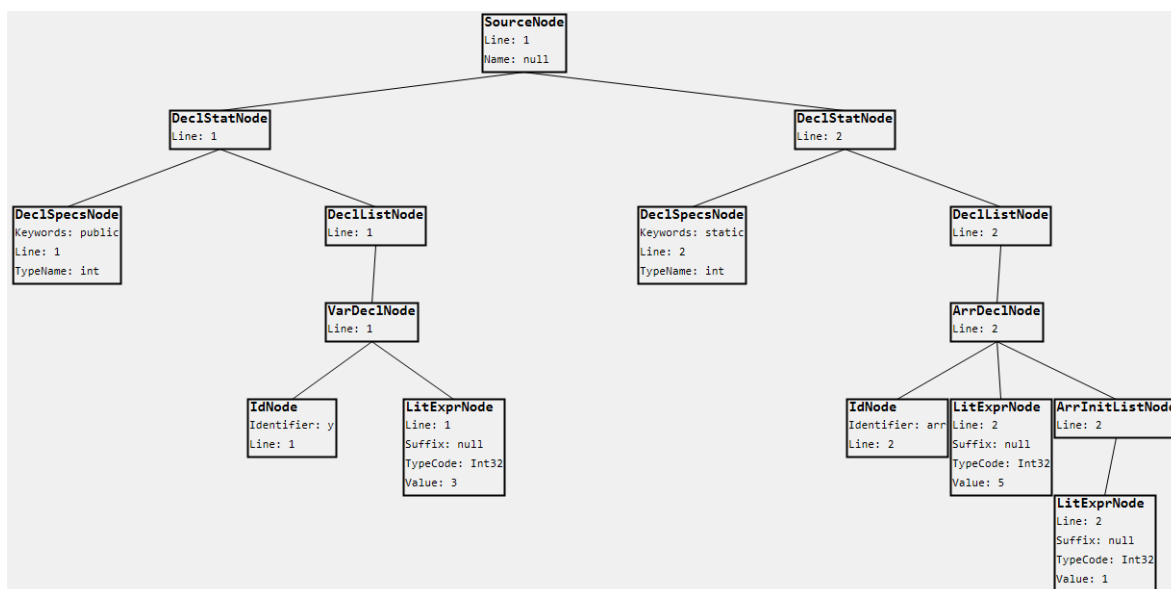 SourceNode
Line: 1
Name: null
DeclStatNode
Line: 1
DeclStatNode
Line: 2
DeclSpecsNode
Keywords: public
Line: 1
TypeName: int
DeclListNode
Line: 1
DeclSpecsNode
Keywords: static
Line: 2
TypeName: int
DeclListNode
Line: 2
VarDeclNode
Line: 1
ArrDeclNode
Line: 2
IdNode
Identifier: y
Line: 1
LitExprNode
Line: 1
Suffix: null
TypeCode: Int32
Value: 3
IdNode
Identifier: arr
Line: 2
LitExprNode
Line: 2
Suffix: null
TypeCode: Int32
Value: 5
ArrInitListNode
Line: 2
LitExprNode
Line: 2
Suffix: null
TypeCode: Int32
Value: 1